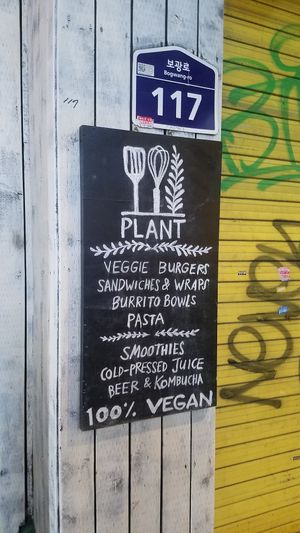 보광로
Bogwang-ro
117
117
PLANT
VEGGIE BURGERS
SANDWICHES & WRAPS
BURRITO BOWLS
PASTA
SMOOTHIES
COLD-PRESSED JUICE
BEER & KOMBUCHA
100% VEGAN